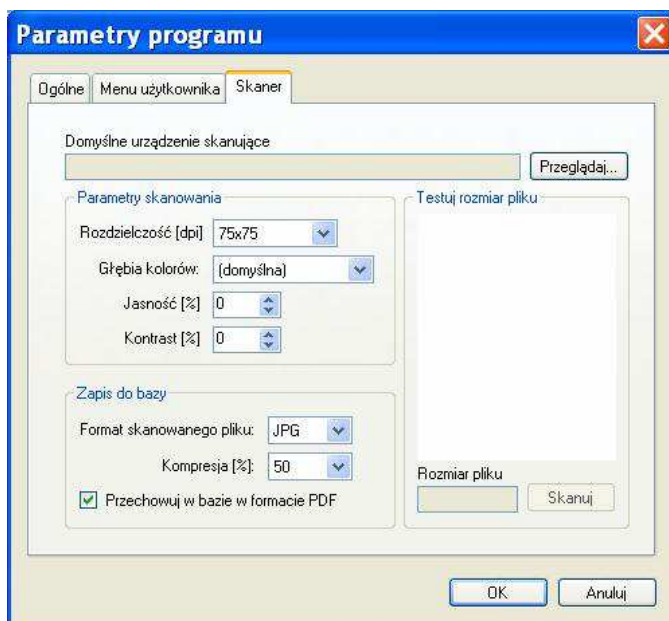 Parametry programu
Ogólne Menu użytkownika Skaner
Domyślne urządzenie skanujące
Przeglądaj...
Parametry skanowania
Rozdzielczość [dpi] 75x75
Głębia kolorów: (domyślna)
Jasność [%] 0
Kontrast [%] 0
Zapis do bazy
Format skanowanego pliku: JPG
Kompresja [%]: 50
Przechowuj w bazie w formacie PDF
Testuj rozmiar pliku
Rozmiar pliku
Skanuj
OK Anuluj